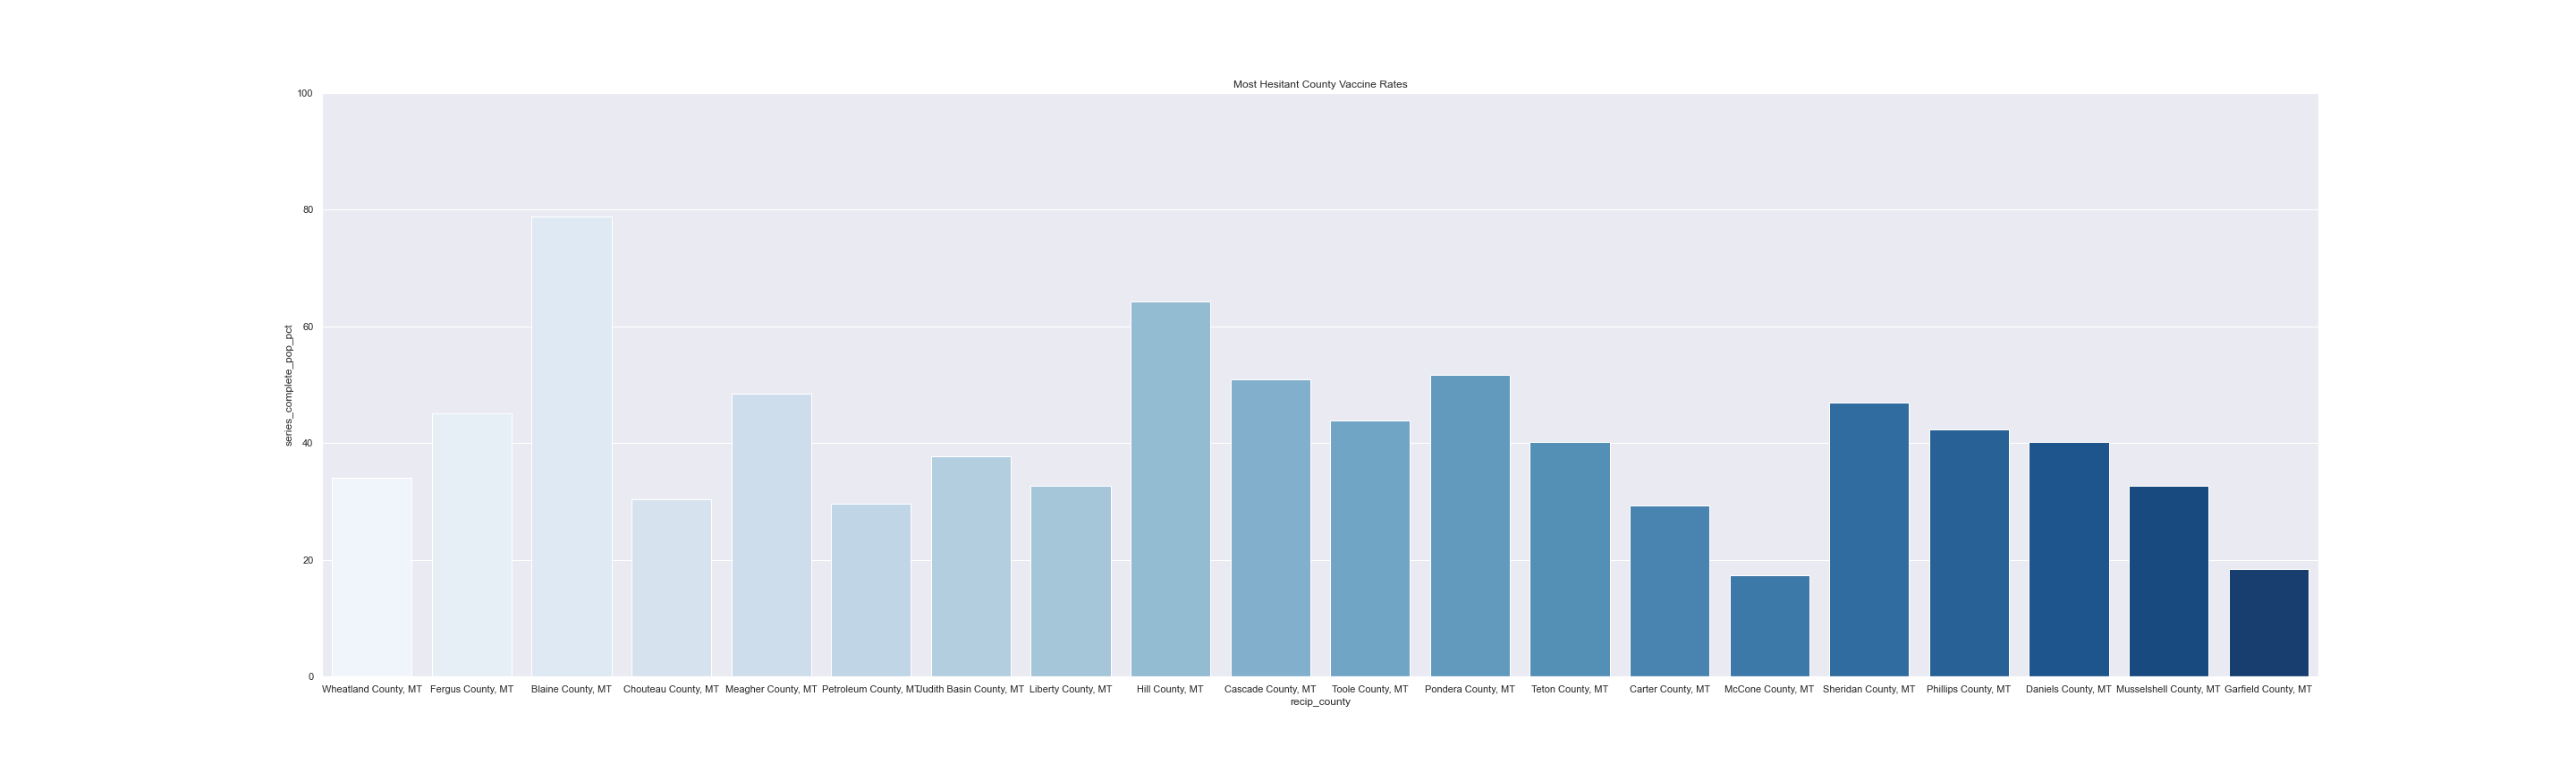 Most Hesitant County Vaccine Rates
100
80
60
40
20
0
series_complete_pop_pct
Wheatland County, MT
Fergus County, MT
Blaine County, MT
Chouteau County, MT
Meagher County, MT
Petroleum County, MT
Judith Basin County, MT
Liberty County, MT
Hill County, MT
Cascade County, MT
Toole County, MT
Pondera County, MT
Teton County, MT
Carter County, MT
McCone County, MT
Sheridan County, MT
Phillips County, MT
Daniels County, MT
Musselshell County, MT
Garfield County, MT
recip_county